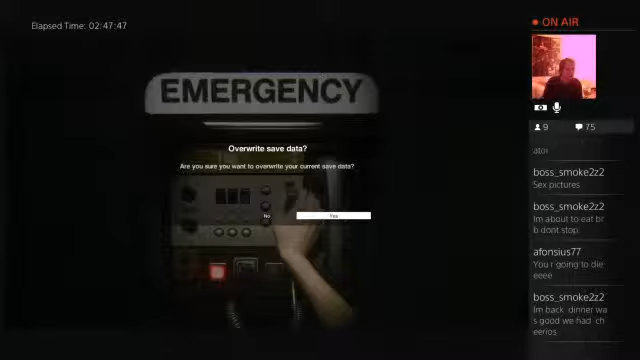 Elapsed Time: 02:47:47
ON AIR
EMERGENCY
9
75
Overwrite save data?
Are you sure you want to overwrite your current save data?
No
Yes
boss_smoke2z2
Sex pictures
boss_smoke2z2
Im about to eat br
b dont stop.
afonsius77
You r going to die
eeee
boss_smoke2z2
Im back dinner wa
s good we had ch
eerios